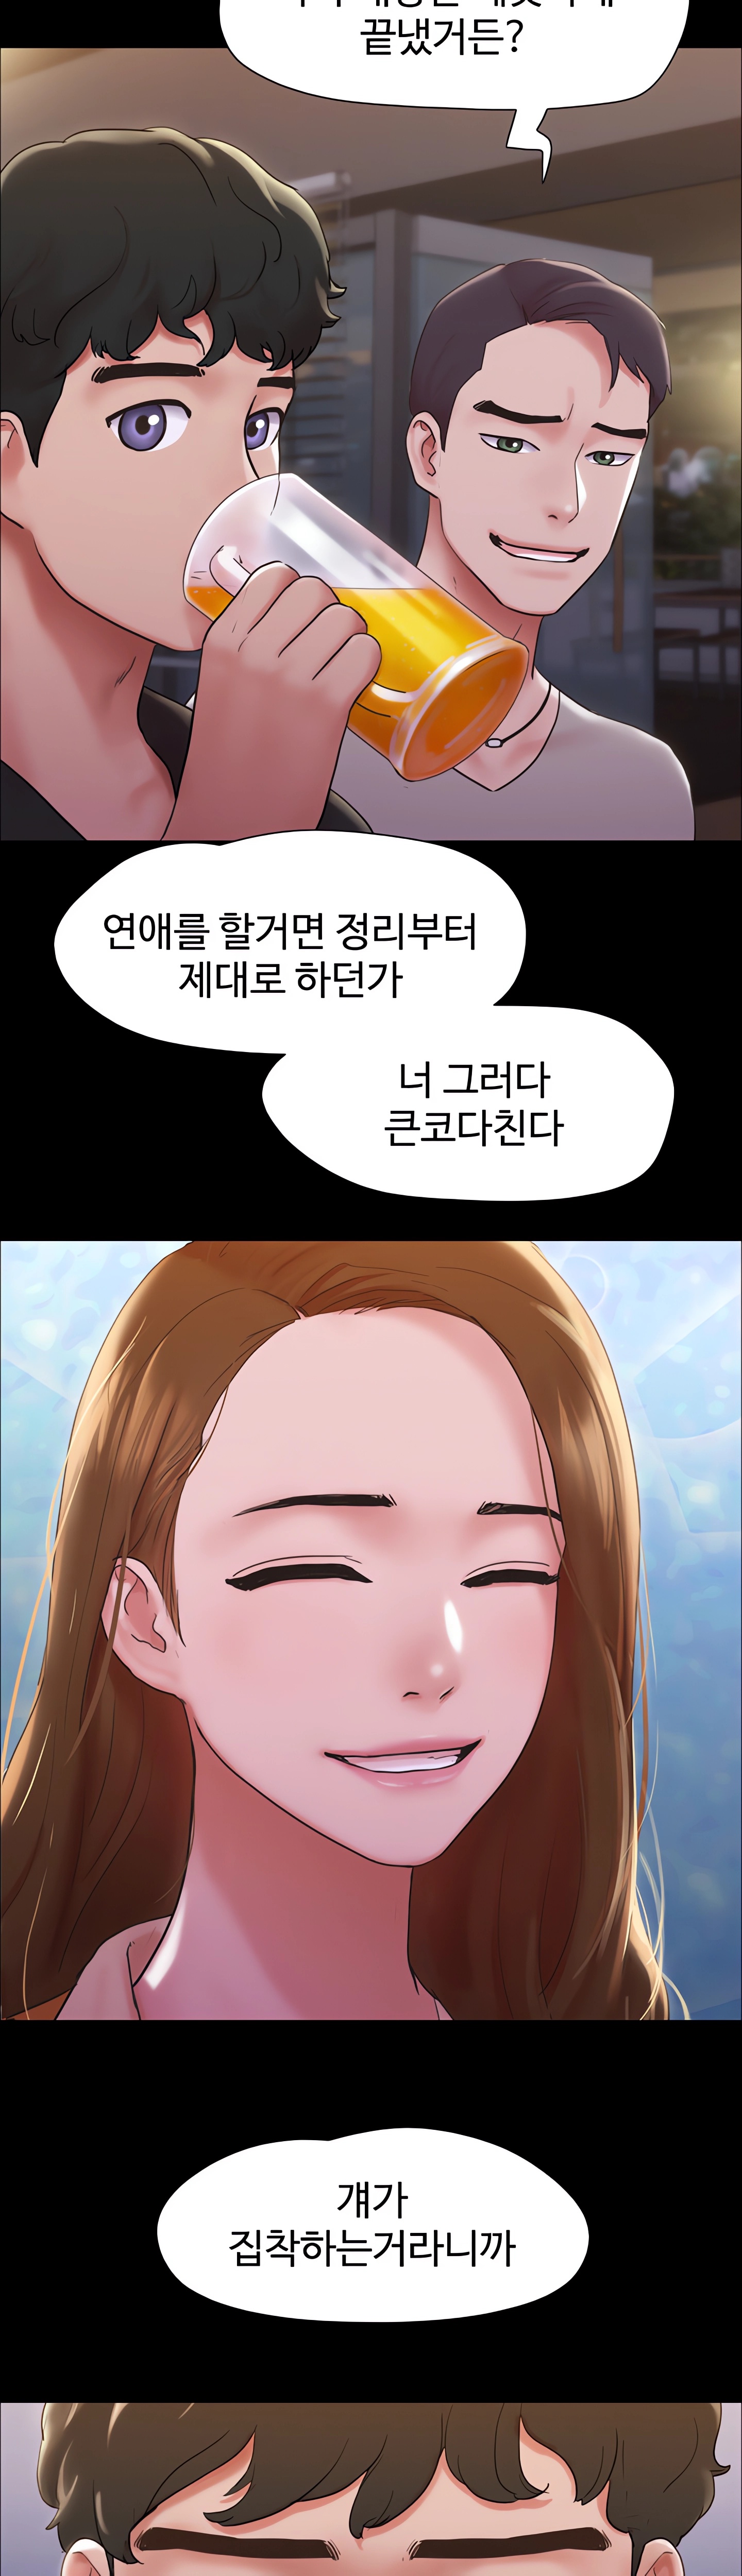 끝냈거든?
연애를 할거면 정리부터
제대로 하던가
너 그러다
큰코다친다
걔가
집착하는거라니까